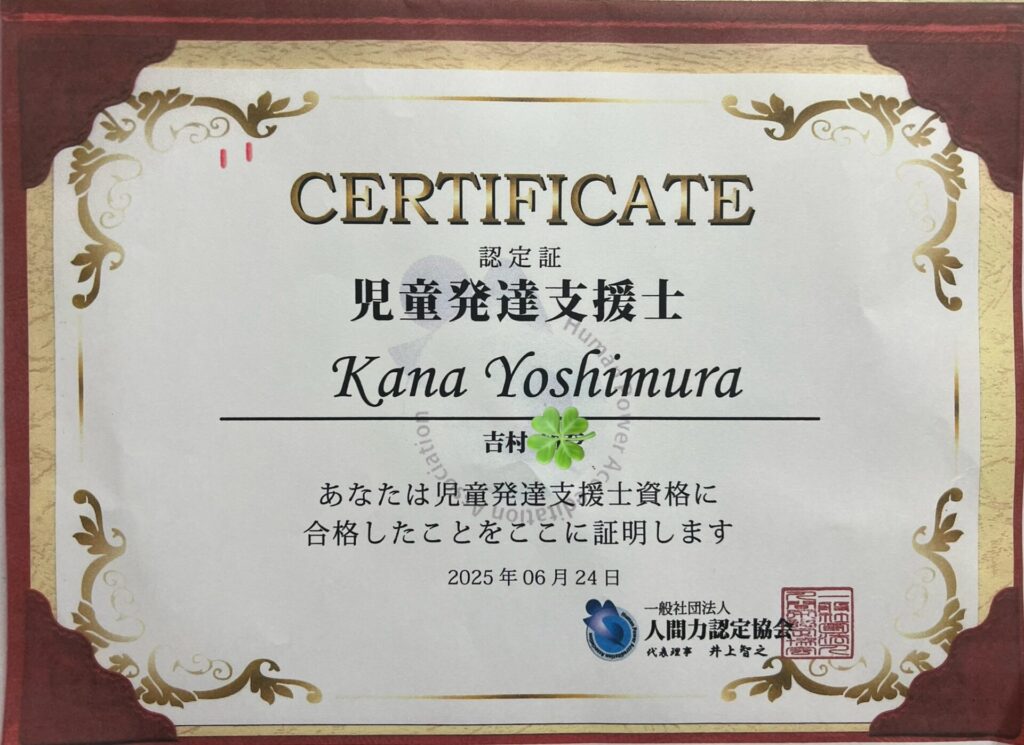 CERTIFICATE
認定証
児童発達支援士
Kana Yoshimura
吉村
あなたは児童発達支援士資格に
合格したことをここに証明します
2025年06月24日
一般社団法人
人間力認定協会
代表理事 井上智之
Human Power Accreditation Association